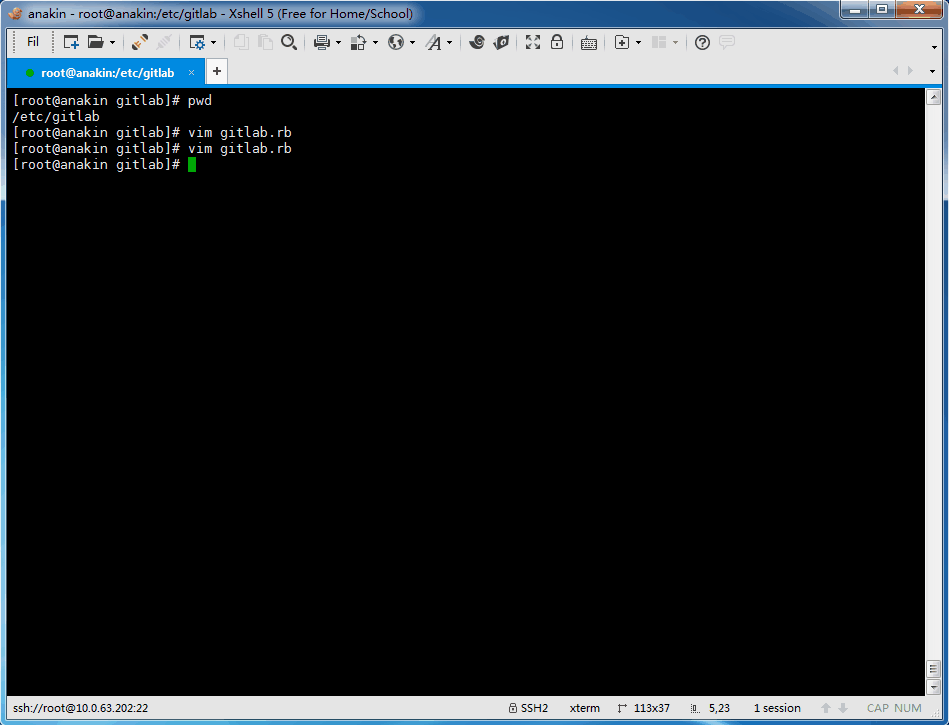 anakin - root@anakin:/etc/gitlab - Xshell 5 (Free for Home/School)
Fil
root@anakin:/etc/gitlab × +
[root@anakin gitlab]# pwd
/etc/gitlab
[root@anakin gitlab]# vim gitlab.rb
[root@anakin gitlab]# vim gitlab.rb
[root@anakin gitlab]#
ssh://root@10.0.63.202:22 SSH2 xterm 113x37 5,23 1 session CAP NUM